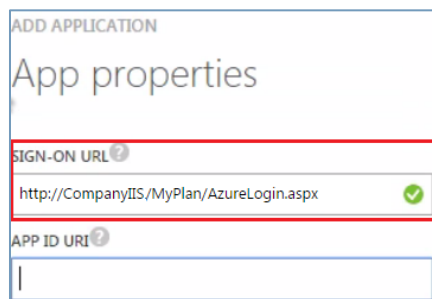 ADD APPLICATION
App properties
SIGN-ON URL ?
http://CompanyIIS/MyPlan/AzureLogin.aspx
APP ID URI ?